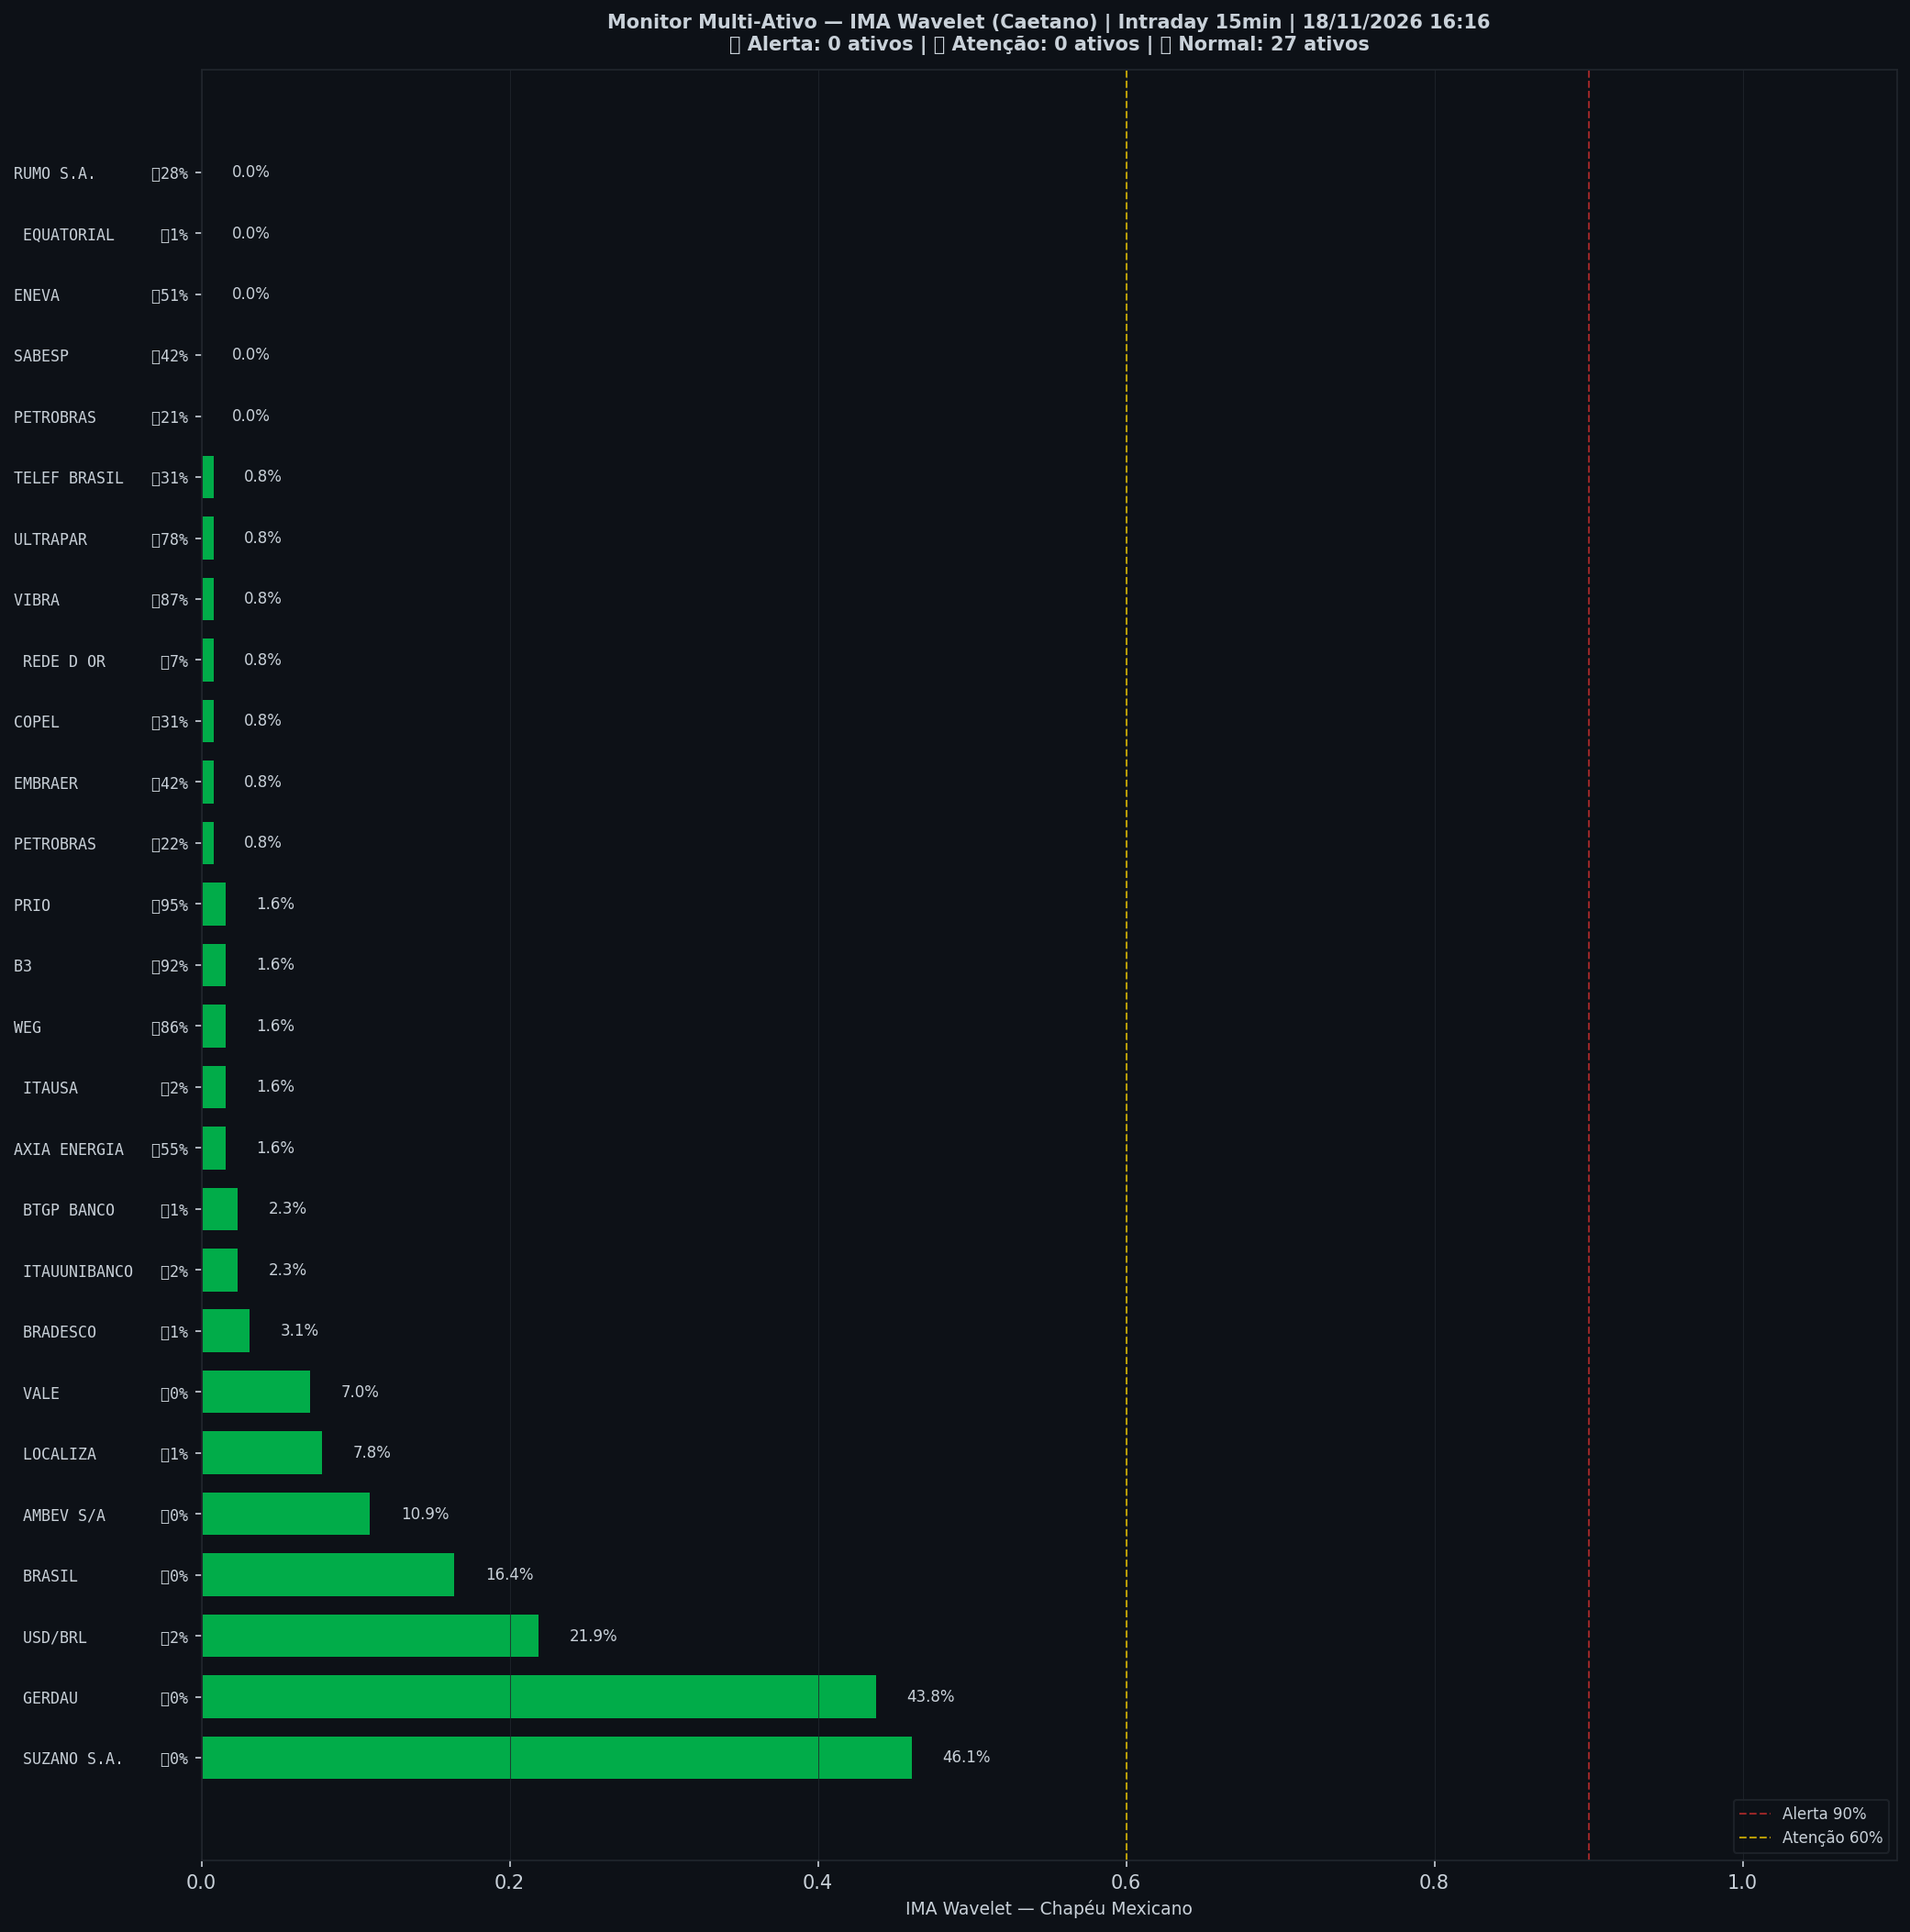 Monitor Multi-Ativo — IMA Wavelet (Caetano) | Intraday 15min | 18/11/2026 16:16
▯ Alerta: 0 ativos | ▯ Atenção: 0 ativos | ▯ Normal: 27 ativos
RUMO S.A. ▯28% 0.0%
EQUATORIAL ▯1% 0.0%
ENEVA ▯51% 0.0%
SABESP ▯42% 0.0%
PETROBRAS ▯21% 0.0%
TELEF BRASIL ▯31% 0.8%
ULTRAPAR ▯78% 0.8%
VIBRA ▯87% 0.8%
REDE D OR ▯7% 0.8%
COPEL ▯31% 0.8%
EMBRAER ▯42% 0.8%
PETROBRAS ▯22% 0.8%
PRIO ▯95% 1.6%
B3 ▯92% 1.6%
WEG ▯86% 1.6%
ITAUSA ▯2% 1.6%
AXIA ENERGIA ▯55% 1.6%
BTGP BANCO ▯1% 2.3%
ITAUUNIBANCO ▯2% 2.3%
BRADESCO ▯1% 3.1%
VALE ▯0% 7.0%
LOCALIZA ▯1% 7.8%
AMBEV S/A ▯0% 10.9%
BRASIL ▯0% 16.4%
USD/BRL ▯2% 21.9%
GERDAU ▯0% 43.8%
SUZANO S.A. ▯0% 46.1%
Alerta 90%
Atenção 60%
0.0 0.2 0.4 0.6 0.8 1.0
IMA Wavelet — Chapéu Mexicano